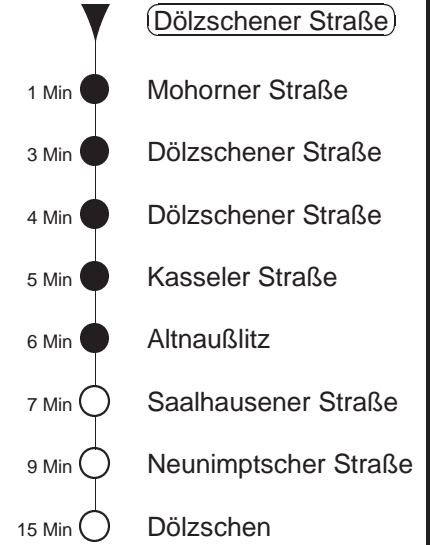 Dölzschener Straße
1 Min Mohorner Straße
3 Min Dölzschener Straße
4 Min Dölzschener Straße
5 Min Kasseler Straße
6 Min Altnaußlitz
7 Min Saalhausener Straße
9 Min Neunimptscher Straße
15 Min Dölzschen